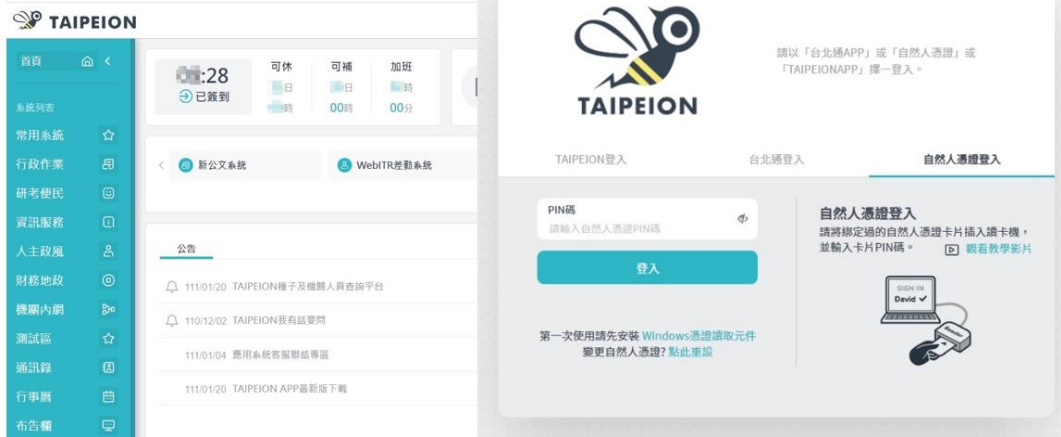 TAIPEION
首頁
系統列表
常用系統
行政作業
研考便民
資訊服務
人主政風
財務地政
機關內網
測試區
通訊錄
行事曆
布告欄
:28
已簽到
可休
日
時
可補
日
00時
加班
時
00分
新公文系統
WebITR差勤系統
公告
111/01/20 TAIPEION種子及機關人員查詢平台
110/12/02 TAIPEION我有話要問
111/01/04 應用系統客服聯絡專區
111/01/20 TAIPEION APP最新版下載
TAIPEION
請以「台北通APP」或「自然人憑證」或
「TAIPEIONAPP」擇一登入。
TAIPEION登入
台北通登入
自然人憑證登入
PIN碼
請輸入自然人憑證PIN碼
登入
第一次使用請先安裝 Windows憑證讀取元件
變更自然人憑證? 點此重設
自然人憑證登入
請將綁定過的自然人憑證卡片插入讀卡機，
並輸入卡片PIN碼。 觀看教學影片
SIGN IN
David
Reader